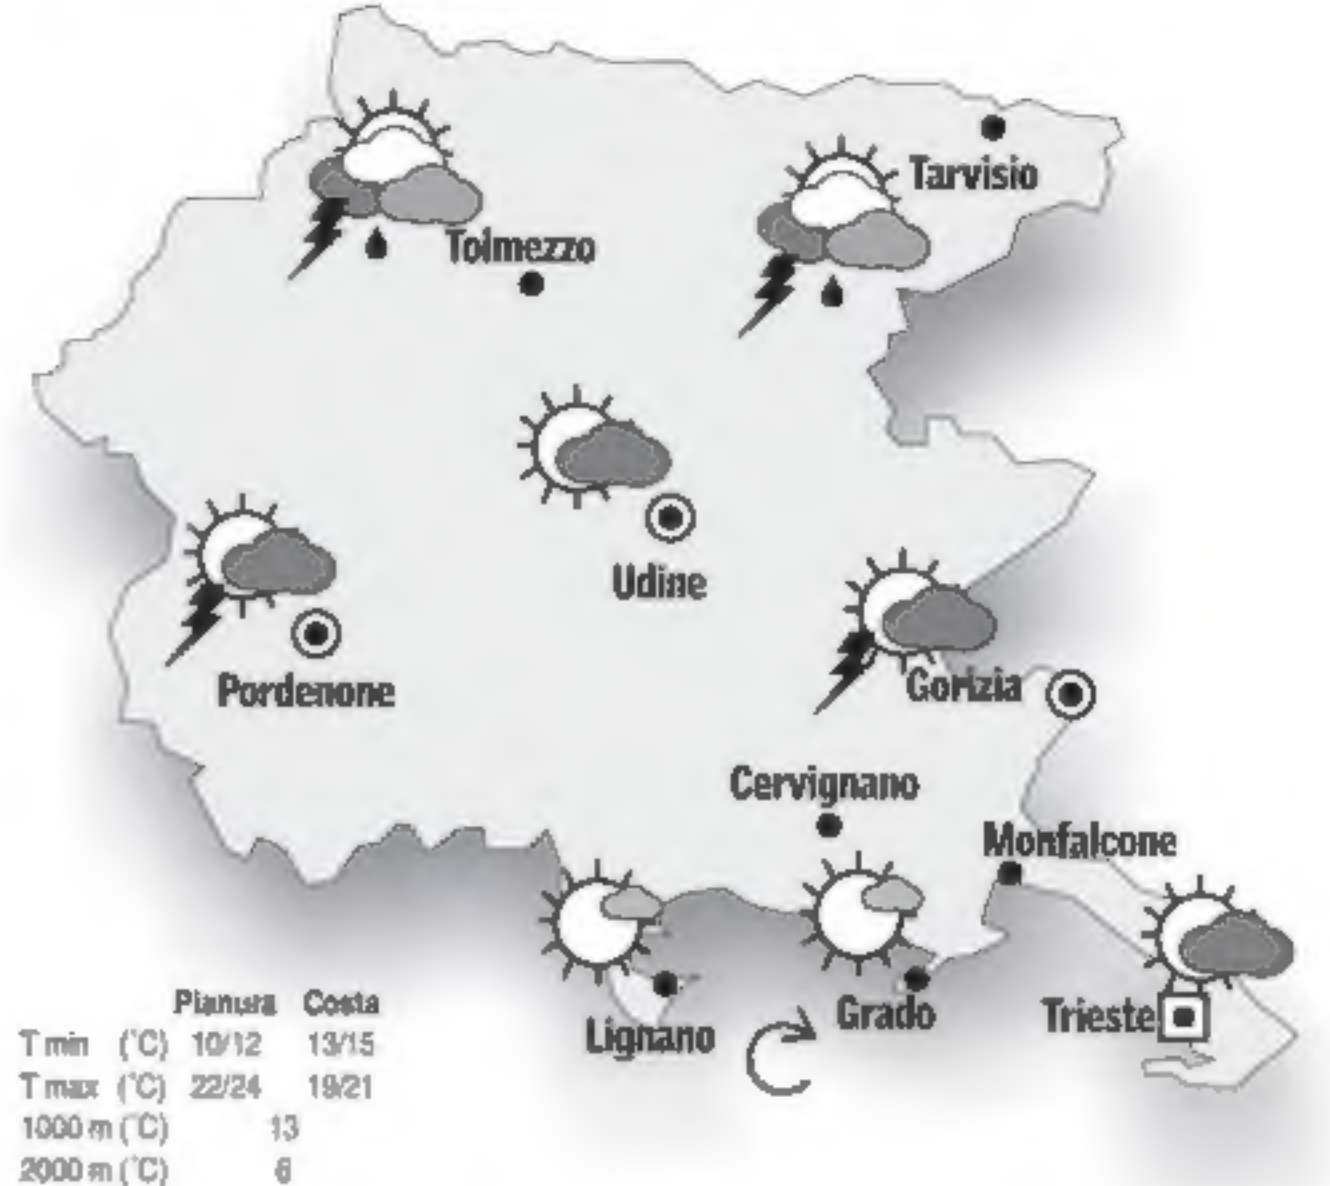 Tarvisio
Tolmezzo
Udine
Pordenone
Gorizia
Cervignano
Monfalcone
Lignano
Grado
Trieste
Pianura Costa
T min (°C) 10/12 13/15
T max (°C) 22/24 19/21
1000 m (°C) 13
2000 m (°C) 6